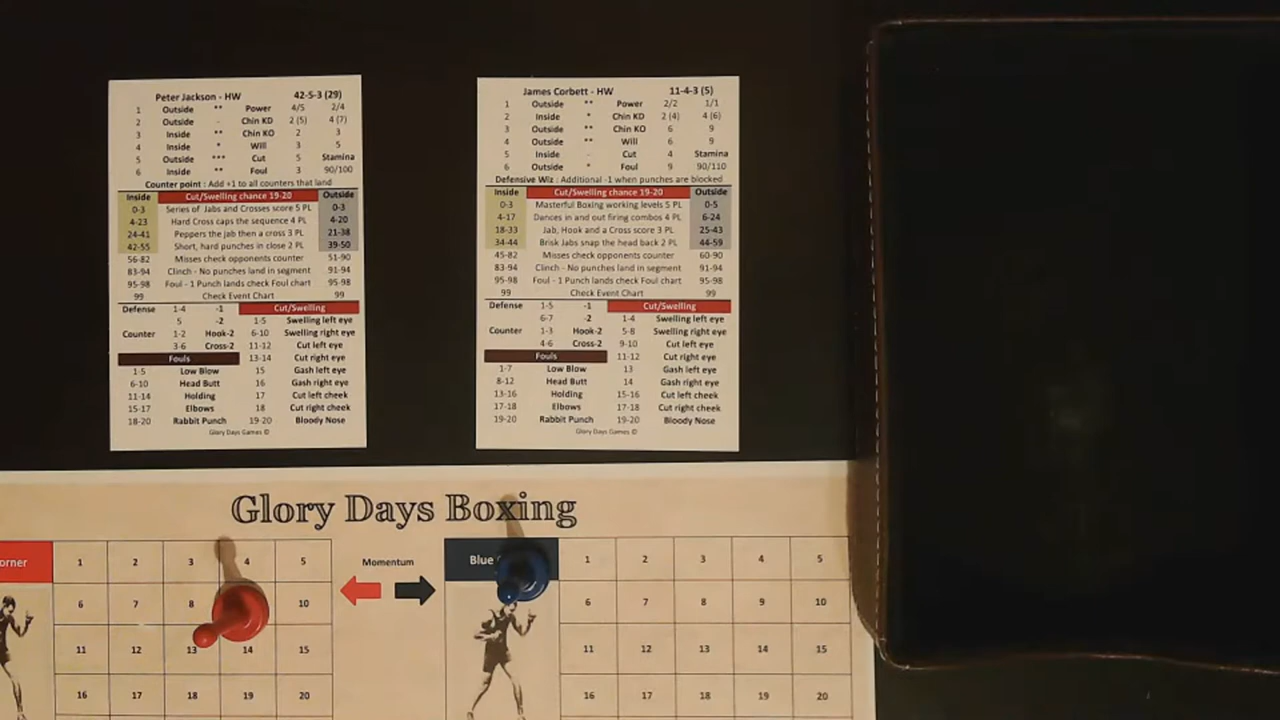 Peter Jackson - HW 42-5-3 (29)
1 Outside ** Power 4/5 2/4
2 Outside - Chin KD 2 (5) 4 (7)
3 Inside ** Chin KO 2 3
4 Inside * Will 3 5
5 Outside *** Cut 5 Stamina
6 Inside ** Foul 3 90/100
Counter point : Add +1 to all counters that land
Inside Cut/Swelling chance 19-20 Outside
0-3 Series of Jabs and Crosses score 5 PL 0-3
4-23 Hard Cross caps the sequence 4 PL 4-20
24-41 Peppers the jab then a cross 3 PL 21-38
42-55 Short, hard punches in close 2 PL 39-50
56-82 Misses opponents counter 51-90
83-94 Clinch - No punches land in segment 91-94
95-98 Foul - 1 Punch lands check Foul chart 95-98
99 Check Event Chart 99
Defense 1-4 -1 Cut/Swelling
5 -2 1-5 Swelling left eye
Counter 1-2 Hook-2 6-10 Swelling right eye
3-6 Cross-2 11-12 Cut left eye
Fouls 13-14 Cut right eye
1-5 Low Blow 15 Gash left eye
6-10 Head Butt 16 Gash right eye
11-14 Holding 17 Cut left cheek
15-17 Elbows 18 Cut right cheek
18-20 Rabbit Punch 19-20 Bloody Nose
Glory Days Games ©
James Corbett - HW 11-4-3 (5)
1 Outside ** Power 2/2 1/1
2 Inside * Chin KD 2 (4) 4 (6)
3 Outside ** Chin KO 6 9
4 Outside ** Will 6 9
5 Inside - Cut 4 Stamina
6 Outside * Foul 9 90/110
Defensive Wiz : Additional -1 when punches are blocked
Inside Cut/Swelling chance 19-20 Outside
0-3 Masterful Boxing working levels 5 PL 0-5
4-17 Dances in and out firing combos 4 PL 6-24
18-33 Jab, Hook and a Cross score 3 PL 25-43
34-44 Brisk Jabs snap the head back 2 PL 44-59
45-82 Misses opponents counter 60-90
83-94 Clinch - No punches land in segment 91-94
95-98 Foul - 1 Punch lands check Foul chart 95-98
99 Check Event Chart 99
Defense 1-5 -1 Cut/Swelling
6-7 -2 1-4 Swelling left eye
Counter 1-3 Hook-2 5-8 Swelling right eye
4-6 Cross-2 9-10 Cut left eye
Fouls 11-12 Cut right eye
1-7 Low Blow 13 Gash left eye
8-12 Head Butt 14 Gash right eye
13-16 Holding 15-16 Cut left cheek
17-18 Elbows 17-18 Cut right cheek
19-20 Rabbit Punch 19-20 Bloody Nose
Glory Days Games ©
Glory Days Boxing
orner 1 2 3 4 5 Momentum Blue 1 2 3 4 5
6 7 8 10 6 7 8 9 10
11 12 13 14 15 11 12 13 14 15
16 17 18 19 20 16 17 18 19 20